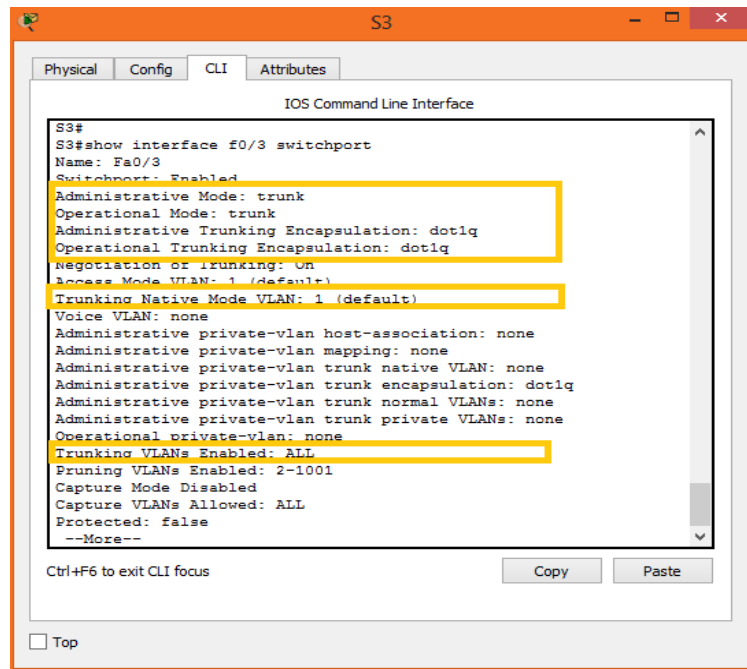 S3
Physical Config CLI Attributes
IOS Command Line Interface
S3#
S3#show interface f0/3 switchport
Name: Fa0/3
Switchport: Enabled
Administrative Mode: trunk
Operational Mode: trunk
Administrative Trunking Encapsulation: dot1q
Operational Trunking Encapsulation: dot1q
Negotiation of Trunking: On
Access Mode VLAN: 1 (default)
Trunking Native Mode VLAN: 1 (default)
Voice VLAN: none
Administrative private-vlan host-association: none
Administrative private-vlan mapping: none
Administrative private-vlan trunk native VLAN: none
Administrative private-vlan trunk encapsulation: dot1q
Administrative private-vlan trunk normal VLANs: none
Administrative private-vlan trunk private VLANs: none
Operational private-vlan: none
Trunking VLANs Enabled: ALL
Pruning VLANs Enabled: 2-1001
Capture Mode Disabled
Capture VLANs Allowed: ALL
Protected: false
--More--
Ctrl+F6 to exit CLI focus Copy Paste
Top